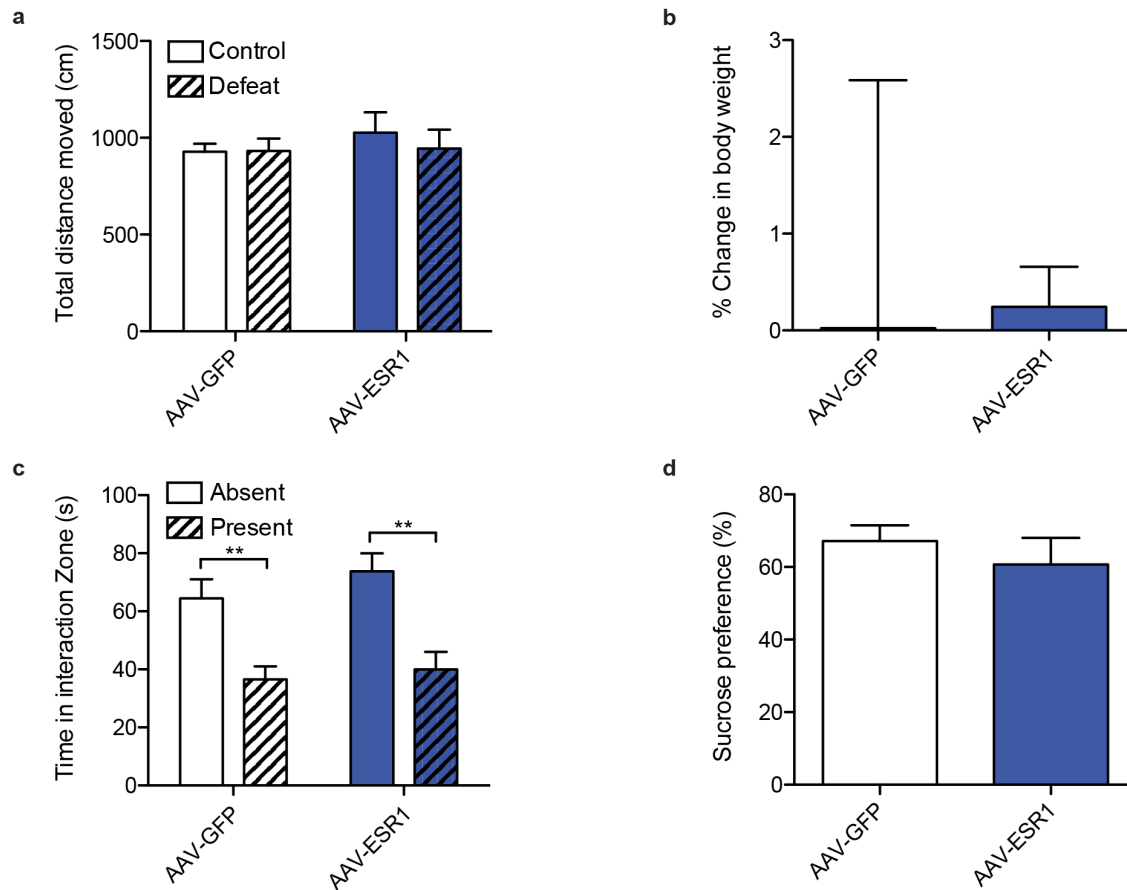 a
Total distance moved (cm)
1500
1000
500
0
Control
Defeat
AAV-GFP
AAV-ESR1
b
% Change in body weight
3
2
1
0
AAV-GFP
AAV-ESR1
c
Time in interaction Zone (s)
100
80
60
40
20
0
Absent
Present
**
**
AAV-GFP
AAV-ESR1
d
Sucrose preference (%)
80
60
40
20
0
AAV-GFP
AAV-ESR1